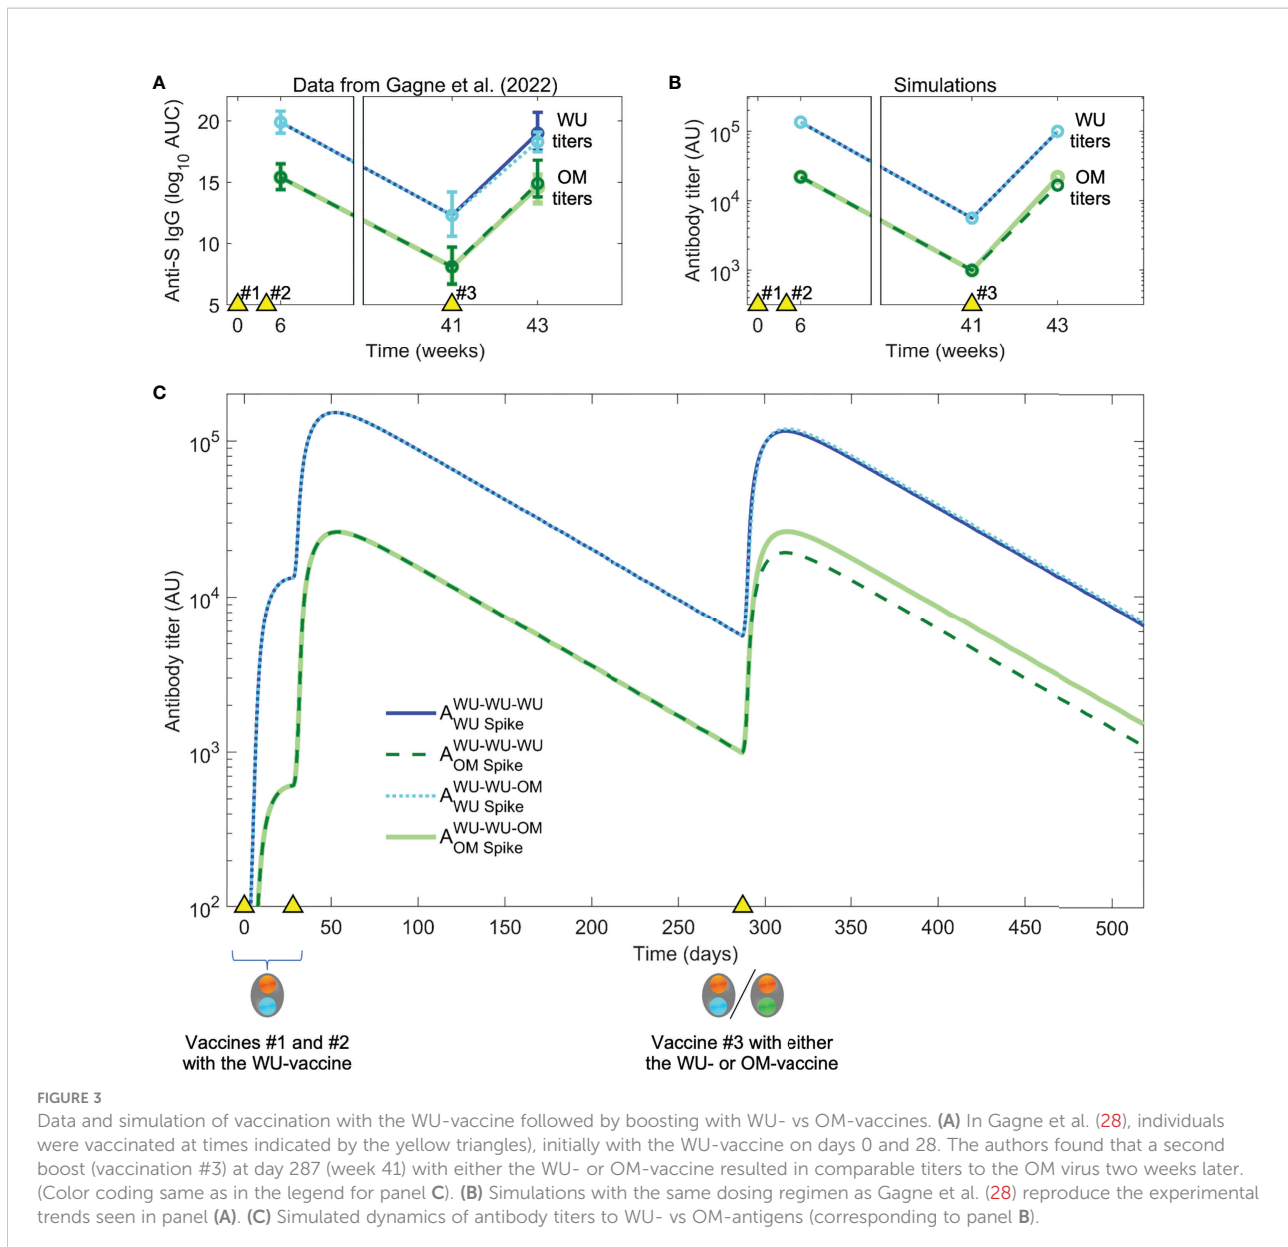 A
Data from Gagne et al. (2022)
Anti-S IgG (log10 AUC)
20
15
10
5
WU
titers
OM
titers
#1
#2
#3
0
6
41
43
Time (weeks)
B
Simulations
Antibody titer (AU)
10^5
10^4
10^3
WU
titers
OM
titers
#1
#2
#3
0
6
41
43
Time (weeks)
C
Antibody titer (AU)
10^5
10^4
10^3
10^2
A WU-WU-WU WU Spike
A WU-WU-WU OM Spike
A WU-WU-OM WU Spike
A WU-WU-OM OM Spike
0 50 100 150 200 250 300 350 400 450 500
Time (days)
Vaccines #1 and #2
with the WU-vaccine
Vaccine #3 with either
the WU- or OM-vaccine
FIGURE 3
Data and simulation of vaccination with the WU-vaccine followed by boosting with WU- vs OM-vaccines. (A) In Gagne et al. (28), individuals
were vaccinated at times indicated by the yellow triangles), initially with the WU-vaccine on days 0 and 28. The authors found that a second
boost (vaccination #3) at day 287 (week 41) with either the WU- or OM-vaccine resulted in comparable titers to the OM virus two weeks later.
(Color coding same as in the legend for panel C). (B) Simulations with the same dosing regimen as Gagne et al. (28) reproduce the experimental
trends seen in panel (A). (C) Simulated dynamics of antibody titers to WU- vs OM-antigens (corresponding to panel B).